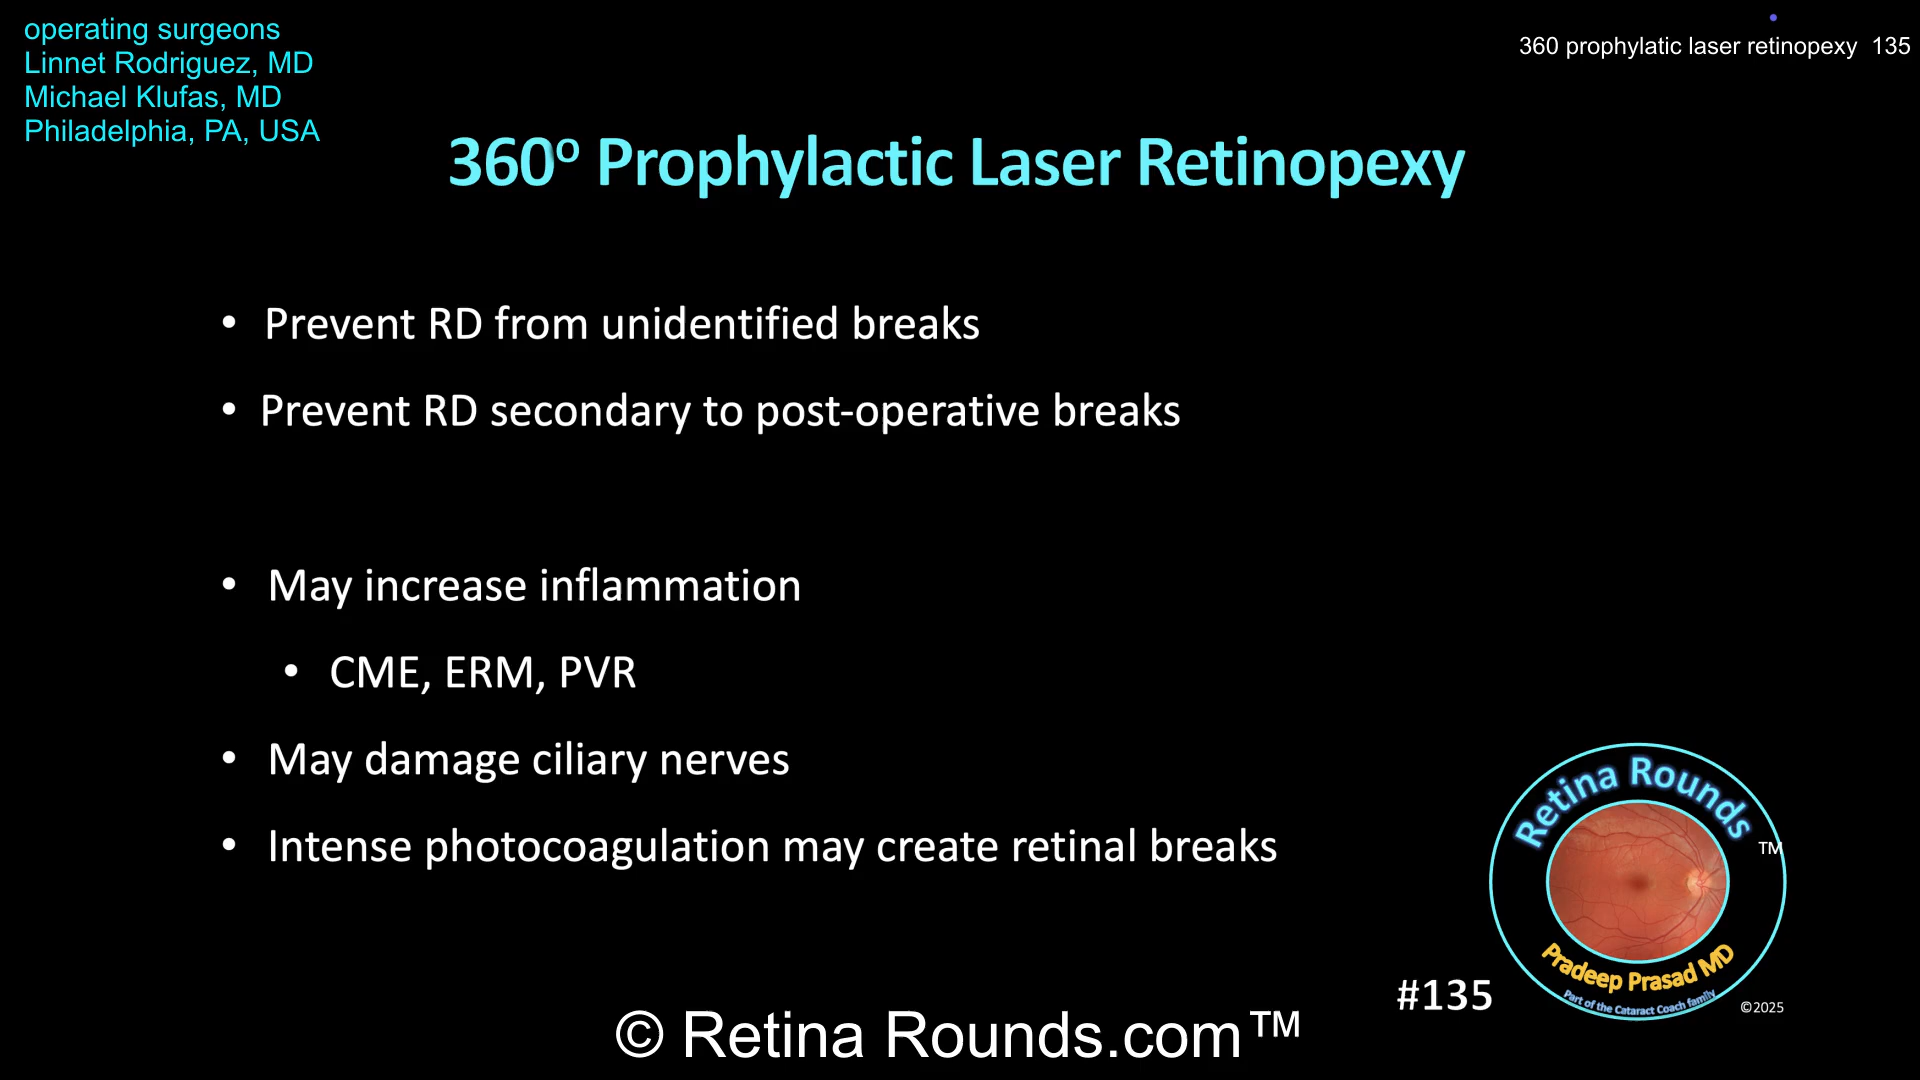 operating surgeons
Linnet Rodriguez, MD
Michael Klufas, MD
Philadelphia, PA, USA
360 prophylatic laser retinopexy 135
360º Prophylactic Laser Retinopexy
• Prevent RD from unidentified breaks
• Prevent RD secondary to post-operative breaks
• May increase inflammation
• CME, ERM, PVR
• May damage ciliary nerves
• Intense photocoagulation may create retinal breaks
Retina Rounds
TM
Pradeep Prasad MD
Part of the Cataract Coach family
©2025
#135
© Retina Rounds.com™